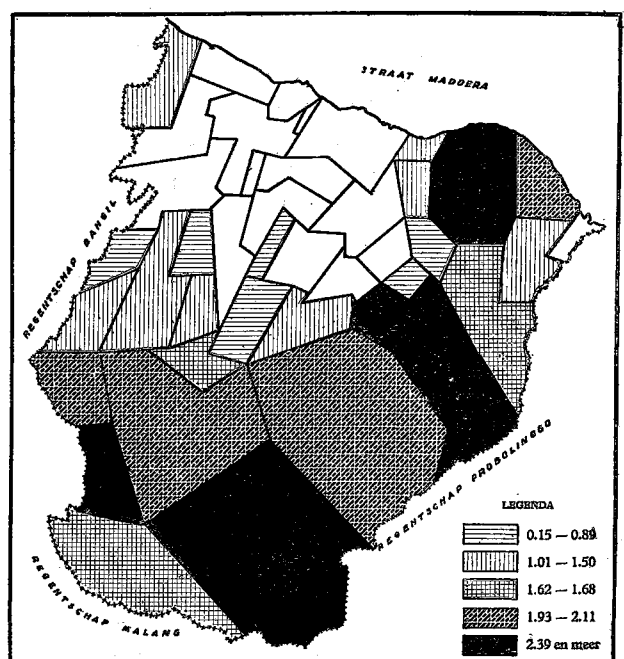 STRAAT MADOERA
REGENTSCHAP BANGIL
REGENTSCHAP PROBOLINGGO
REGENTSCHAP MALANG
LEGENDA
0.15 — 0.89
1.01 — 1.50
1.62 — 1.68
1.93 — 2.11
2.39 en meer